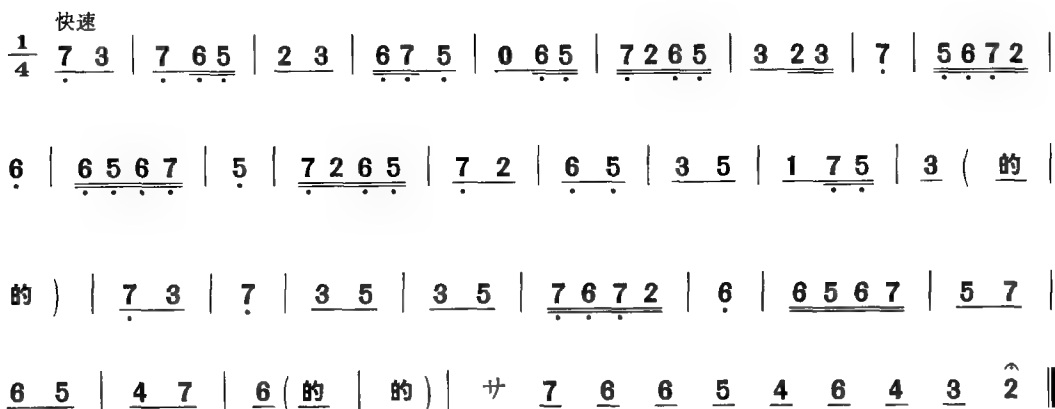 快速
1/4 7 3 | 7 6 5 | 2 3 | 6 7 5 | 0 6 5 | 7 2 6 5 | 3 2 3 | 7 | 5 6 7 2 |
6 | 6 5 6 7 | 5 | 7 2 6 5 | 7 2 | 6 5 | 3 5 | 1 7 5 | 3 ( 的 |
的 ) | 7 3 | 7 | 3 5 | 3 5 | 7 6 7 2 | 6 | 6 5 6 7 | 5 7 |
6 5 | 4 7 | 6 ( 的 | 的 ) | サ 7 6 6 5 4 6 4 3 2 ‖